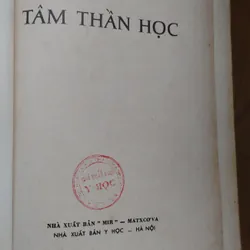 TÂM THẦN HỌC
Y HỌC
NHÀ XUẤT BẢN "MIR" — MATXCƠVA
NHÀ XUẤT BẢN Y HỌC — HÀ NỘI